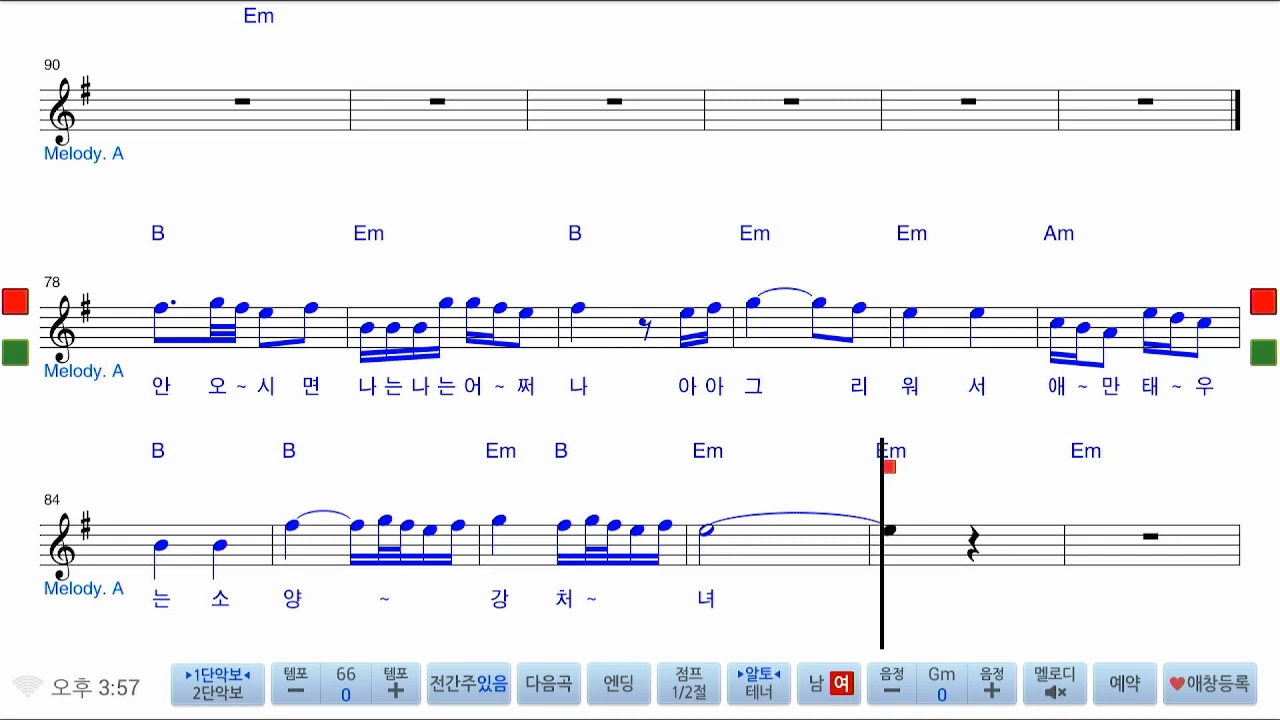 Em
90
Melody. A
B Em B Em Em Am
78
Melody. A
안 오 ~ 시 면 나 는 나 는 어 ~ 쩌 나 아 아 그 리 워 서 애 ~ 만 태 ~ 우
B B Em B Em Em Em
84
Melody. A
는 소 양 ~ 강 처 ~ 녀
오후 3:57
▶1단악보◀
2단악보
템포 −
66
0
템포 +
전간주있음
다음곡
엔딩
점프
1/2절
▶알토◀
테너
남 여
음정 −
Gm
0
음정 +
멜로디
예약
♥애창등록